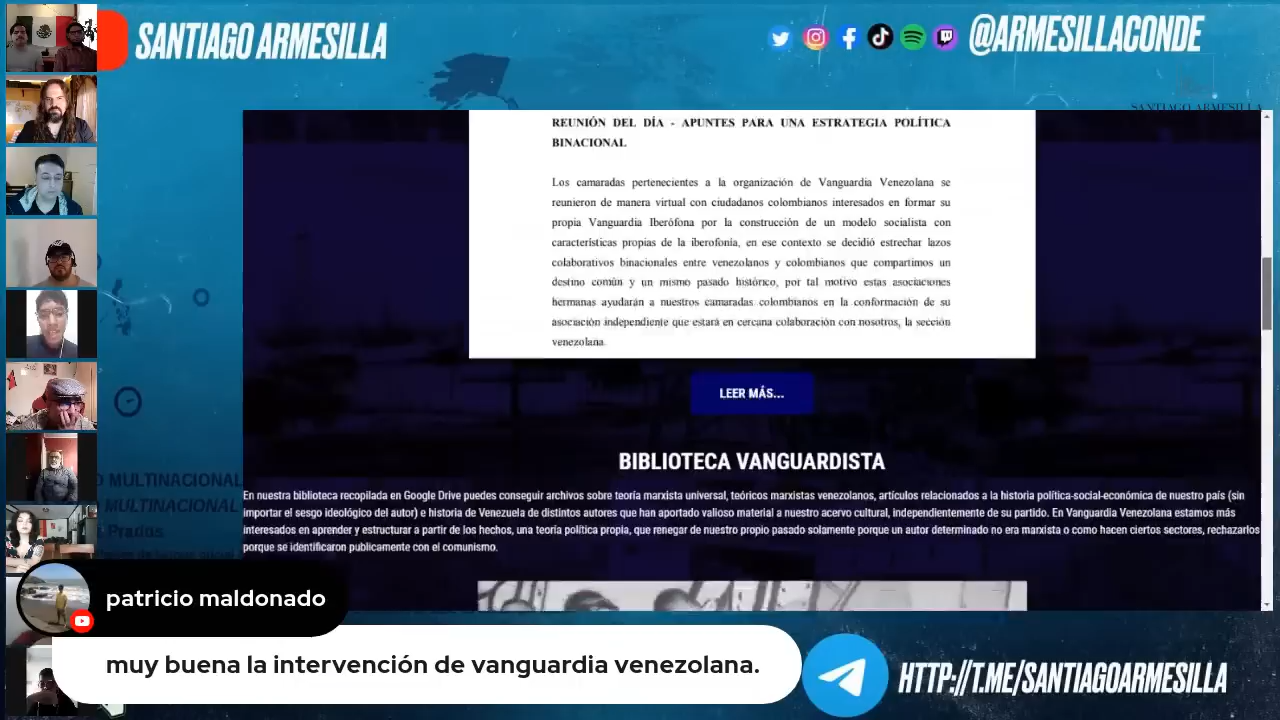 SANTIAGO ARMESILLA
@ARMESILLACONDE
SANTIAGO ARMESILLA
REUNIÓN DEL DÍA - APUNTES PARA UNA ESTRATEGIA POLÍTICA
BINACIONAL
Los camaradas pertenecientes a la organización de Vanguardia Venezolana se
reunieron de manera virtual con ciudadanos colombianos interesados en formar su
propia Vanguardia Iberófona por la construcción de un modelo socialista con
características propias de la iberofonía, en ese contexto se decidió estrechar lazos
colaborativos binacionales entre venezolanos y colombianos que compartimos un
destino común y un mismo pasado histórico, por tal motivo estas asociaciones
hermanas ayudarán a nuestros camaradas colombianos en la conformación de su
asociación independiente que estará en cercana colaboración con nosotros, la sección
venezolana.
LEER MÁS...
BIBLIOTECA VANGUARDISTA
En nuestra biblioteca recopilada en Google Drive puedes conseguir archivos sobre teoría marxista universal, teóricos marxistas venezolanos, artículos relacionados a la historia política-social-económica de nuestro país (sin
importar el sesgo ideológico del autor) e historia de Venezuela de distintos autores que han aportado valioso material a nuestro acervo cultural, independientemente de su partido. En Vanguardia Venezolana estamos más
interesados en aprender y estructurar a partir de los hechos, una teoría política propia, que renegar de nuestro propio pasado solamente porque un autor determinado no era marxista o como hacen ciertos sectores, rechazarlos
porque se identificaron publicamente con el comunismo.
O MULTINACIONAL
MULTINACIONAL
Prados
patricio maldonado
muy buena la intervención de vanguardia venezolana.
HTTP://T.ME/SANTIAGOARMESILLA